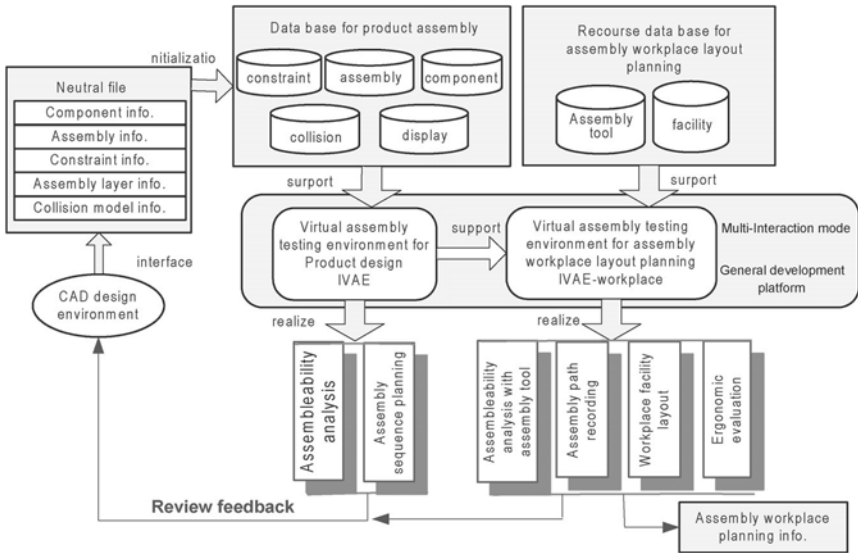 Data base for product assembly
constraint
assembly
component
collision
display
Recourse data base for
assembly workplace layout
planning
Assembly
tool
facility
nitializatio
Neutral file
Component info.
Assembly info.
Constraint info.
Assembly layer info.
Collision model info.
interface
CAD design
environment
surport
surport
Virtual assembly
testing environment for
Product design
IVAE
support
Virtual assembly testing
environment for assembly
workplace layout planning
IVAE-workplace
Multi-Interaction mode
General development
platform
realize
realize
Assembleability
analysis
Assembly
sequence planning
Assembleability
analysis with
assembly tool
Assembly path
recording
Workplace facility
layout
Ergonomic
evaluation
Review feedback
Assembly workplace
planning info.